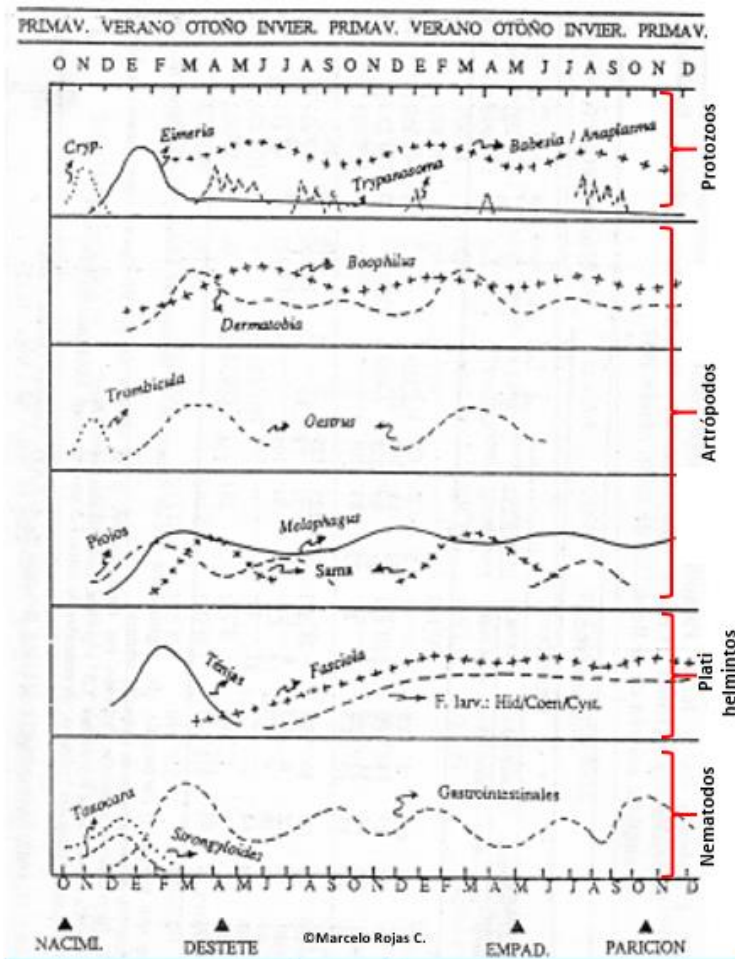 PRIMAV. VERANO OTOÑO INVIER. PRIMAV. VERANO OTOÑO INVIER. PRIMAV.
O N D E F M A M J J A S O N D E F M A M J J A S O N D
Cryp.
Eimeria
Babesia / Anaplasma
Trypanosoma
Protozoos
Boophilus
Dermatobia
Trombicula
Oestrus
Artrópodos
Piojos
Melophagus
Sarna
Ténias
Fasciola
F. larv.: Hid/Coen/Cyst.
Plati
helmintos
Toxocara
Strongyloides
Gastrointestinales
Nematodos
O N D E F M A M J J A S O N D E F M A M J J A S O N D
NACIMI. DESTETE ©Marcelo Rojas C. EMPAD. PARICION